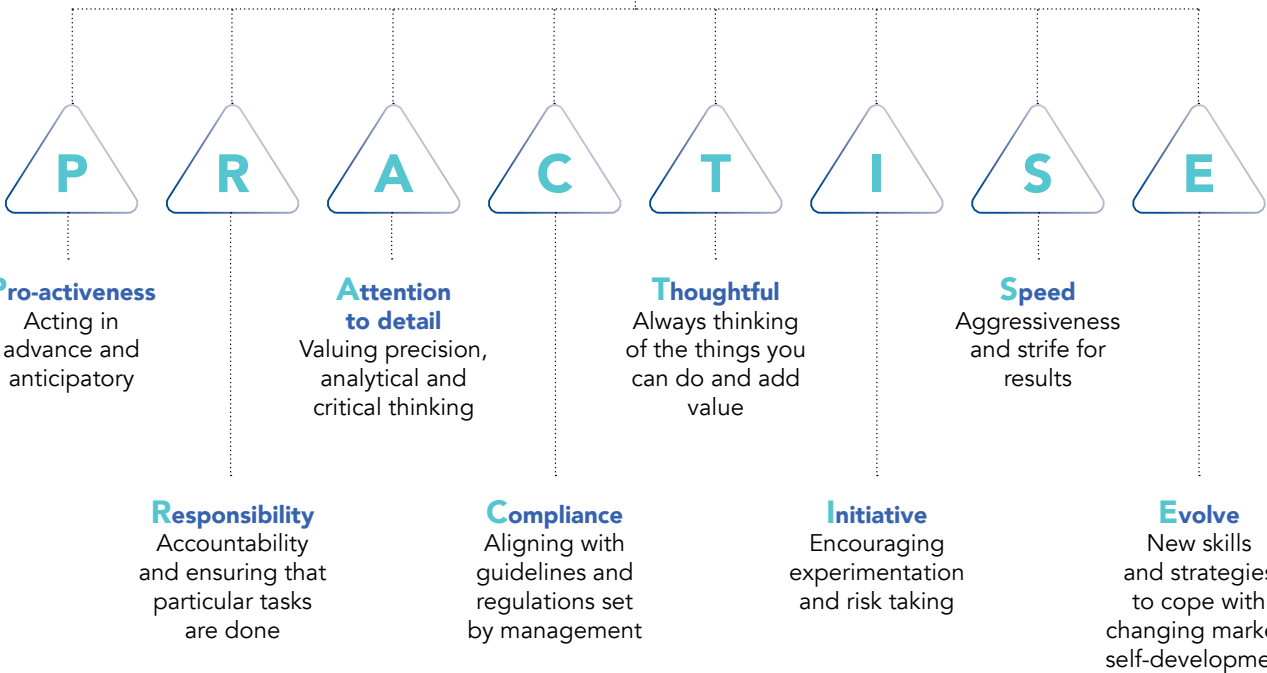 P R A C T I S E
Pro-activeness
Acting in
advance and
anticipatory
Attention
to detail
Valuing precision,
analytical and
critical thinking
Thoughtful
Always thinking
of the things you
can do and add
value
Speed
Aggressiveness
and strife for
results
Responsibility
Accountability
and ensuring that
particular tasks
are done
Compliance
Aligning with
guidelines and
regulations set
by management
Initiative
Encouraging
experimentation
and risk taking
Evolve
New skills
and strategies
to cope with
changing marke
self-developme